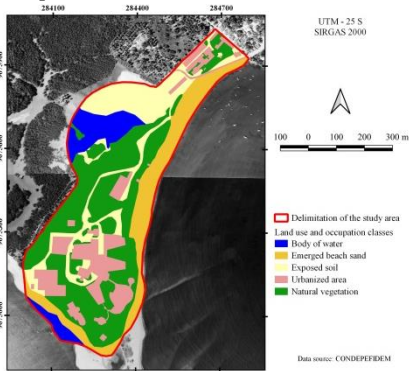 284100 284400 284700
UTM - 25 S
SIRGAS 2000
100 0 100 200 300 m
Delimitation of the study area
Land use and occupation classes
Body of water
Emerged beach sand
Exposed soil
Urbanized area
Natural vegetation
Data source: CONDEPEFIDEM